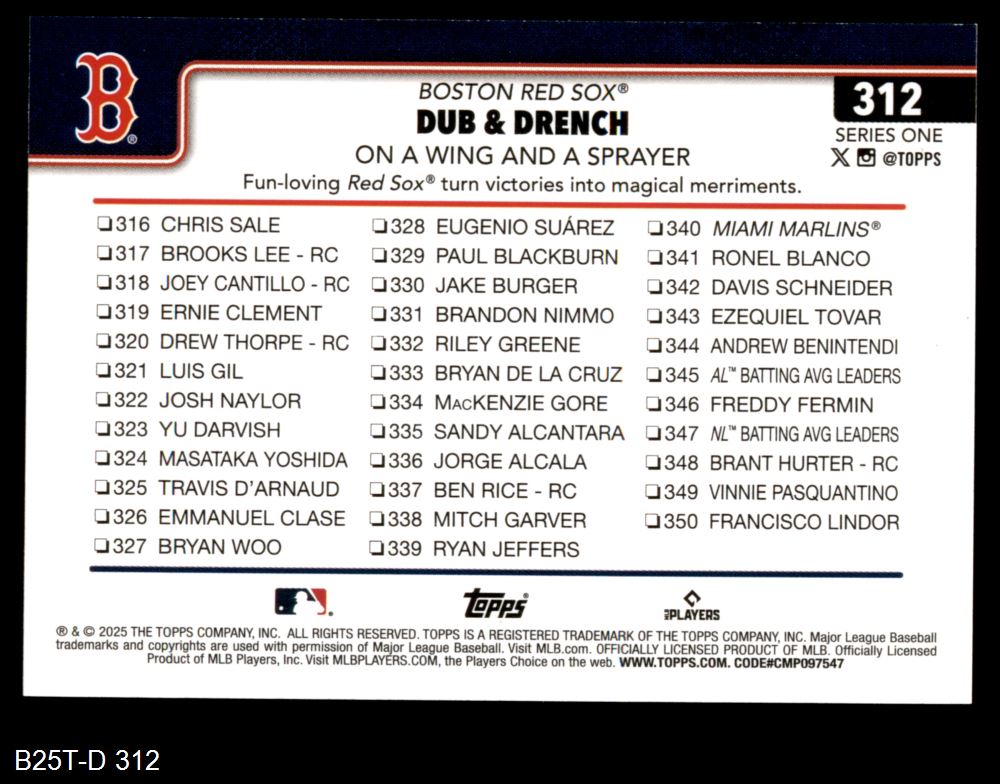 B®
BOSTON RED SOX®
DUB & DRENCH
ON A WING AND A SPRAYER
Fun-loving Red Sox® turn victories into magical merriments.
312
SERIES ONE
@TOPPS
316 CHRIS SALE
317 BROOKS LEE - RC
318 JOEY CANTILLO - RC
319 ERNIE CLEMENT
320 DREW THORPE - RC
321 LUIS GIL
322 JOSH NAYLOR
323 YU DARVISH
324 MASATAKA YOSHIDA
325 TRAVIS D'ARNAUD
326 EMMANUEL CLASE
327 BRYAN WOO
328 EUGENIO SUÁREZ
329 PAUL BLACKBURN
330 JAKE BURGER
331 BRANDON NIMMO
332 RILEY GREENE
333 BRYAN DE LA CRUZ
334 MACKENZIE GORE
335 SANDY ALCANTARA
336 JORGE ALCALA
337 BEN RICE - RC
338 MITCH GARVER
339 RYAN JEFFERS
340 MIAMI MARLINS®
341 RONEL BLANCO
342 DAVIS SCHNEIDER
343 EZEQUIEL TOVAR
344 ANDREW BENINTENDI
345 AL™ BATTING AVG LEADERS
346 FREDDY FERMIN
347 NL™ BATTING AVG LEADERS
348 BRANT HURTER - RC
349 VINNIE PASQUANTINO
350 FRANCISCO LINDOR
Topps®
MLB PLAYERS
® & © 2025 THE TOPPS COMPANY, INC. ALL RIGHTS RESERVED. TOPPS IS A REGISTERED TRADEMARK OF THE TOPPS COMPANY, INC. Major League Baseball
trademarks and copyrights are used with permission of Major League Baseball. Visit MLB.com. OFFICIALLY LICENSED PRODUCT OF MLB. Officially Licensed
Product of MLB Players, Inc. Visit MLBPLAYERS.COM, the Players Choice on the web. WWW.TOPPS.COM. CODE#CMP097547
B25T-D 312